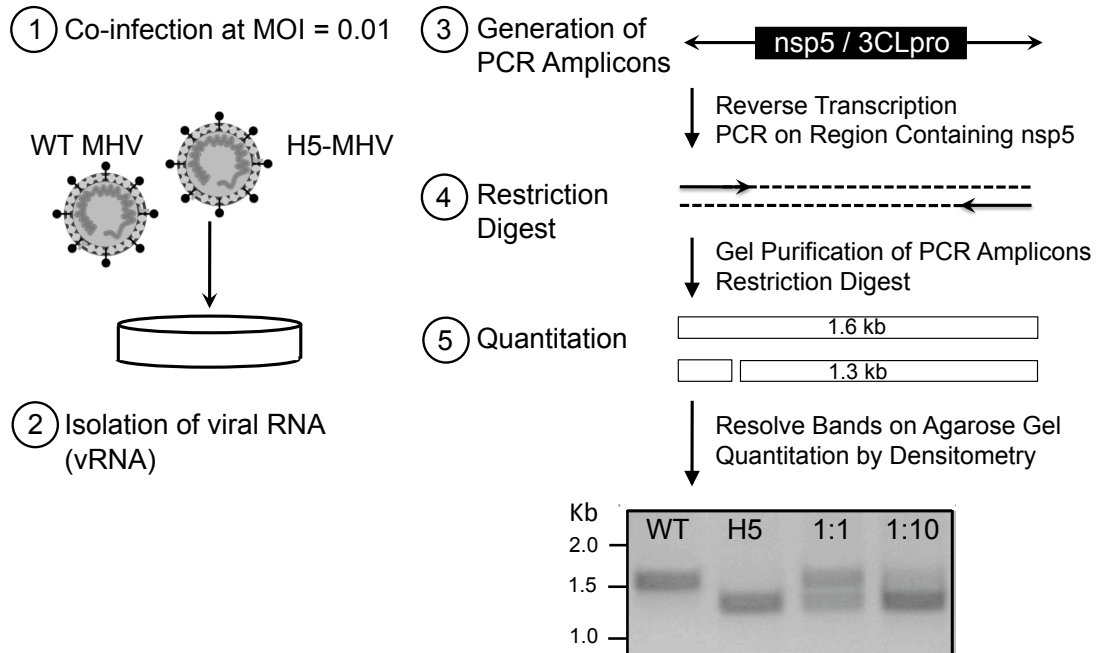 1 Co-infection at MOI = 0.01
WT MHV
H5-MHV
2 Isolation of viral RNA
(vRNA)
3 Generation of
PCR Amplicons
nsp5 / 3CLpro
Reverse Transcription
PCR on Region Containing nsp5
4 Restriction
Digest
Gel Purification of PCR Amplicons
Restriction Digest
5 Quantitation
1.6 kb
1.3 kb
Resolve Bands on Agarose Gel
Quantitation by Densitometry
Kb
WT H5 1:1 1:10
2.0
1.5
1.0